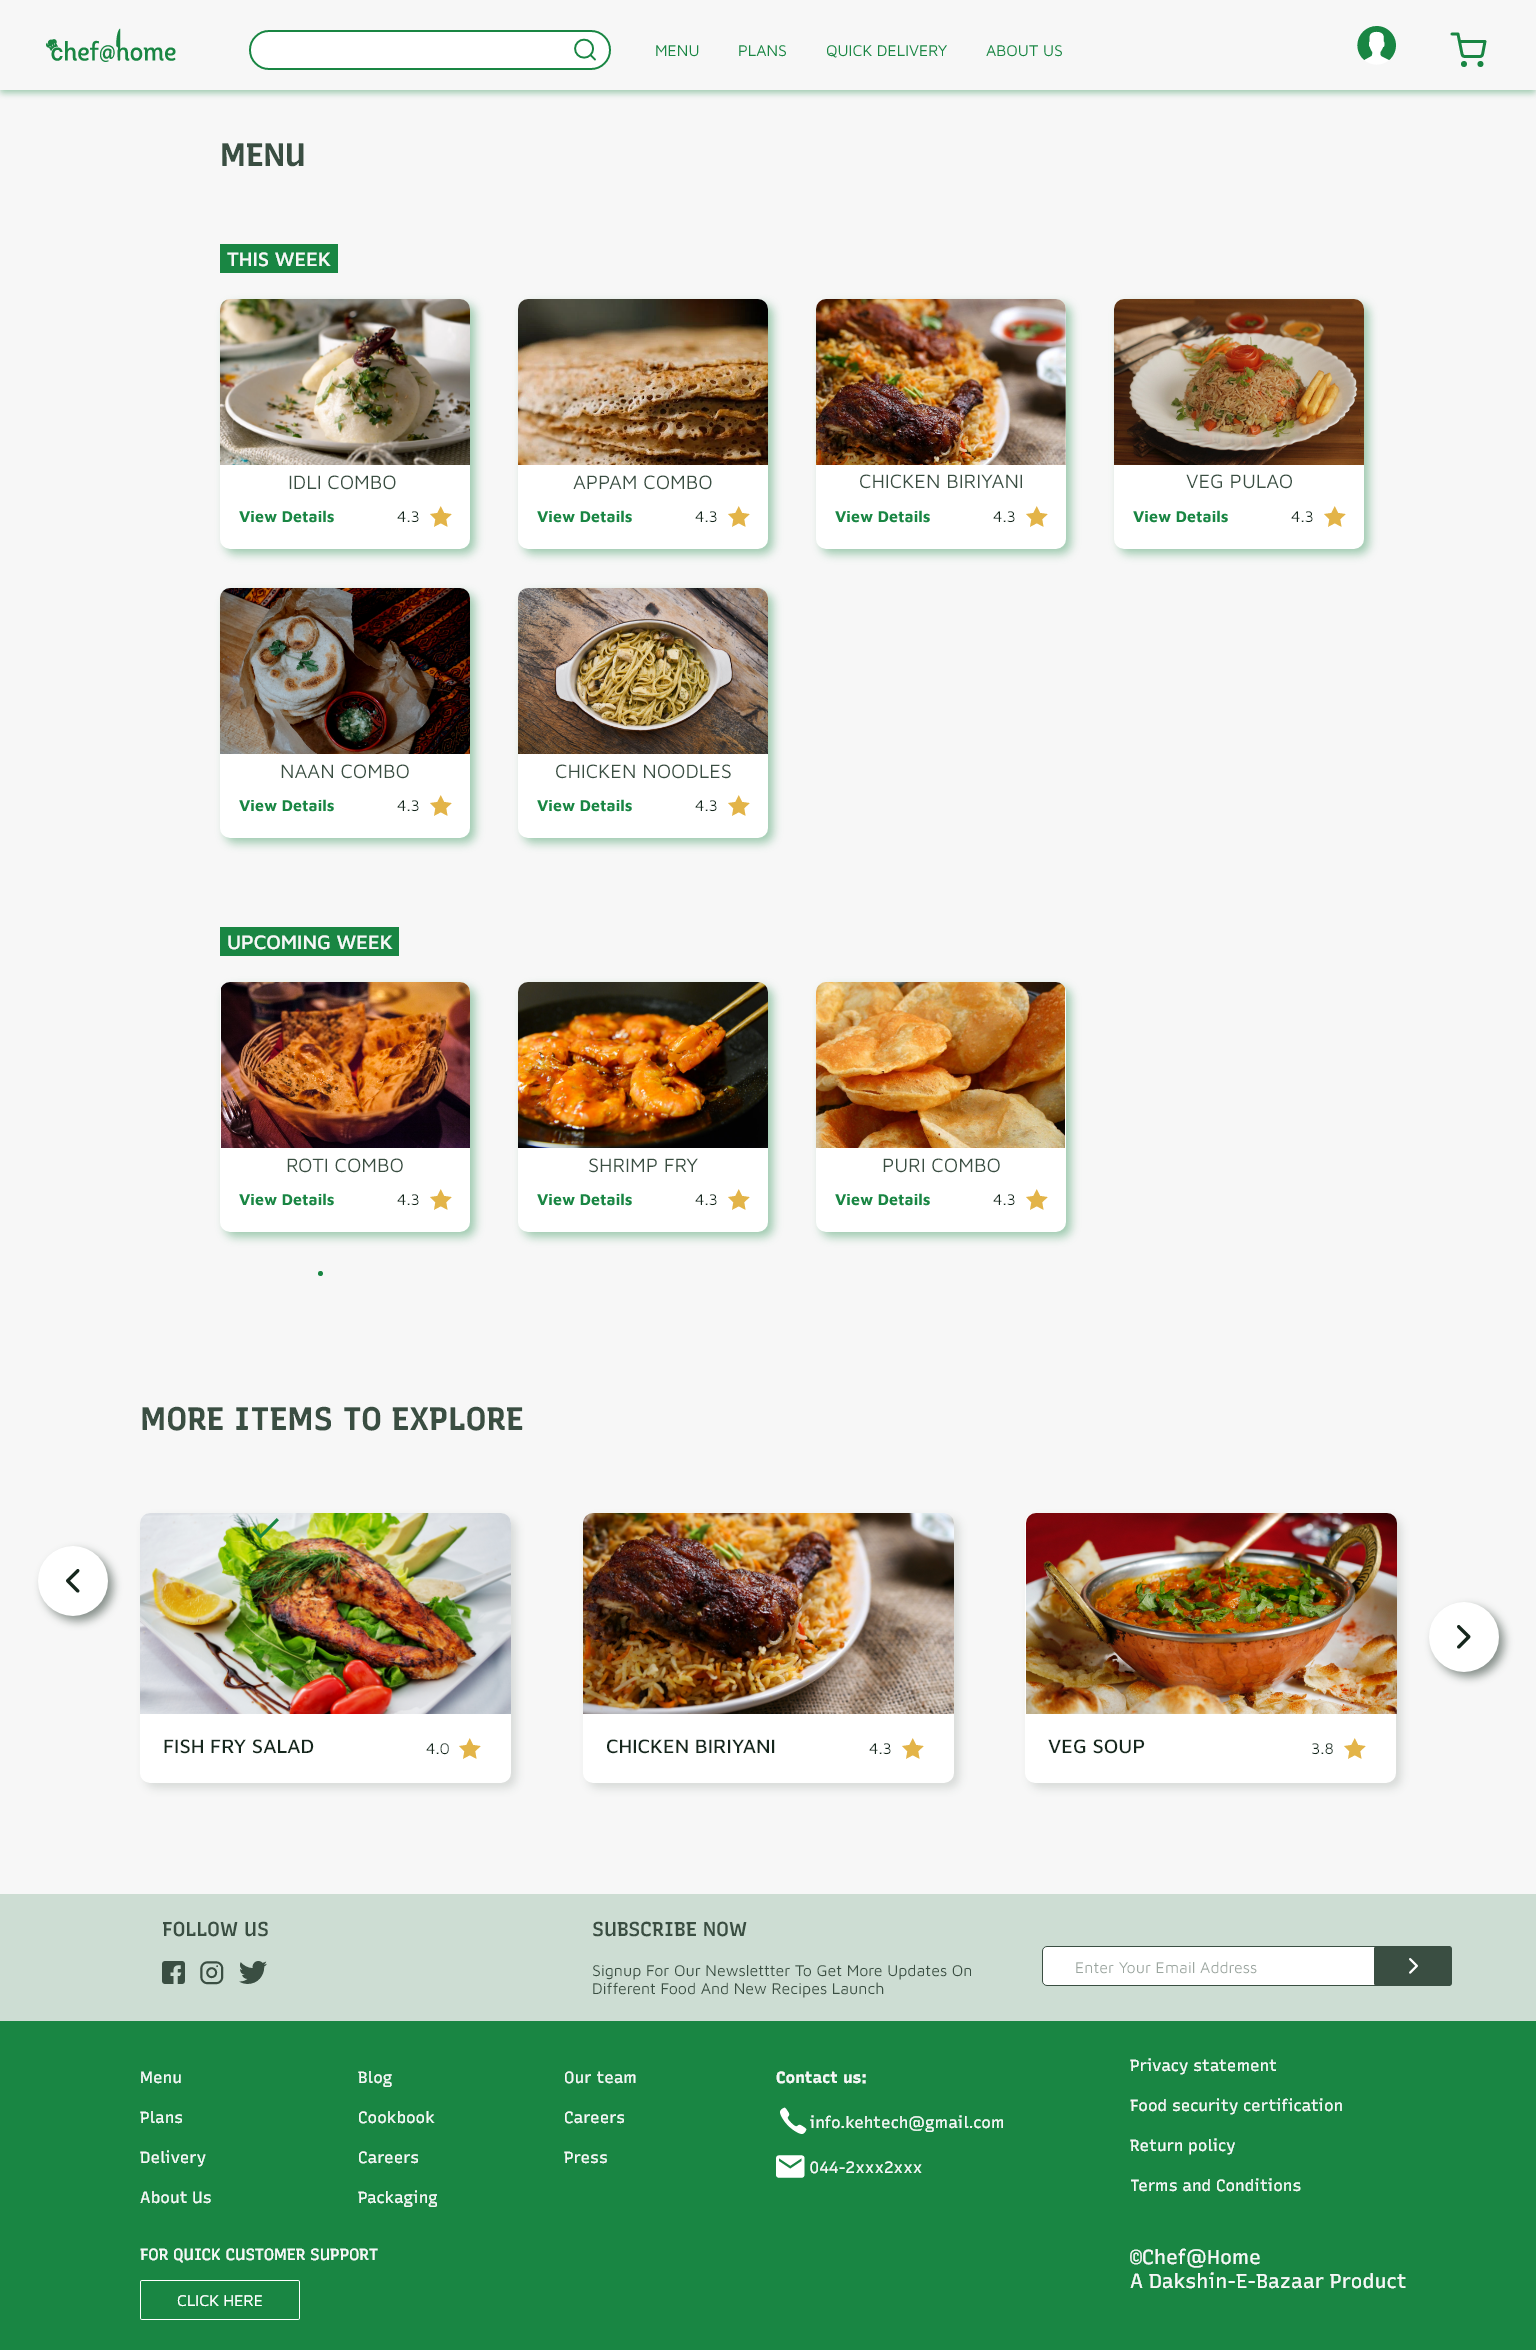 chef@home
MENU
PLANS
QUICK DELIVERY
ABOUT US
MENU
THIS WEEK
IDLI COMBO
View Details 4.3
APPAM COMBO
View Details 4.3
CHICKEN BIRIYANI
View Details 4.3
VEG PULAO
View Details 4.3
NAAN COMBO
View Details 4.3
CHICKEN NOODLES
View Details 4.3
UPCOMING WEEK
ROTI COMBO
View Details 4.3
SHRIMP FRY
View Details 4.3
PURI COMBO
View Details 4.3
MORE ITEMS TO EXPLORE
FISH FRY SALAD 4.0
CHICKEN BIRIYANI 4.3
VEG SOUP 3.8
FOLLOW US
SUBSCRIBE NOW
Signup For Our Newslettter To Get More Updates On
Different Food And New Recipes Launch
Enter Your Email Address
Menu
Plans
Delivery
About Us
Blog
Cookbook
Careers
Packaging
Our team
Careers
Press
Contact us:
info.kehtech@gmail.com
044-2xxx2xxx
Privacy statement
Food security certification
Return policy
Terms and Conditions
FOR QUICK CUSTOMER SUPPORT
CLICK HERE
©Chef@Home
A Dakshin-E-Bazaar Product